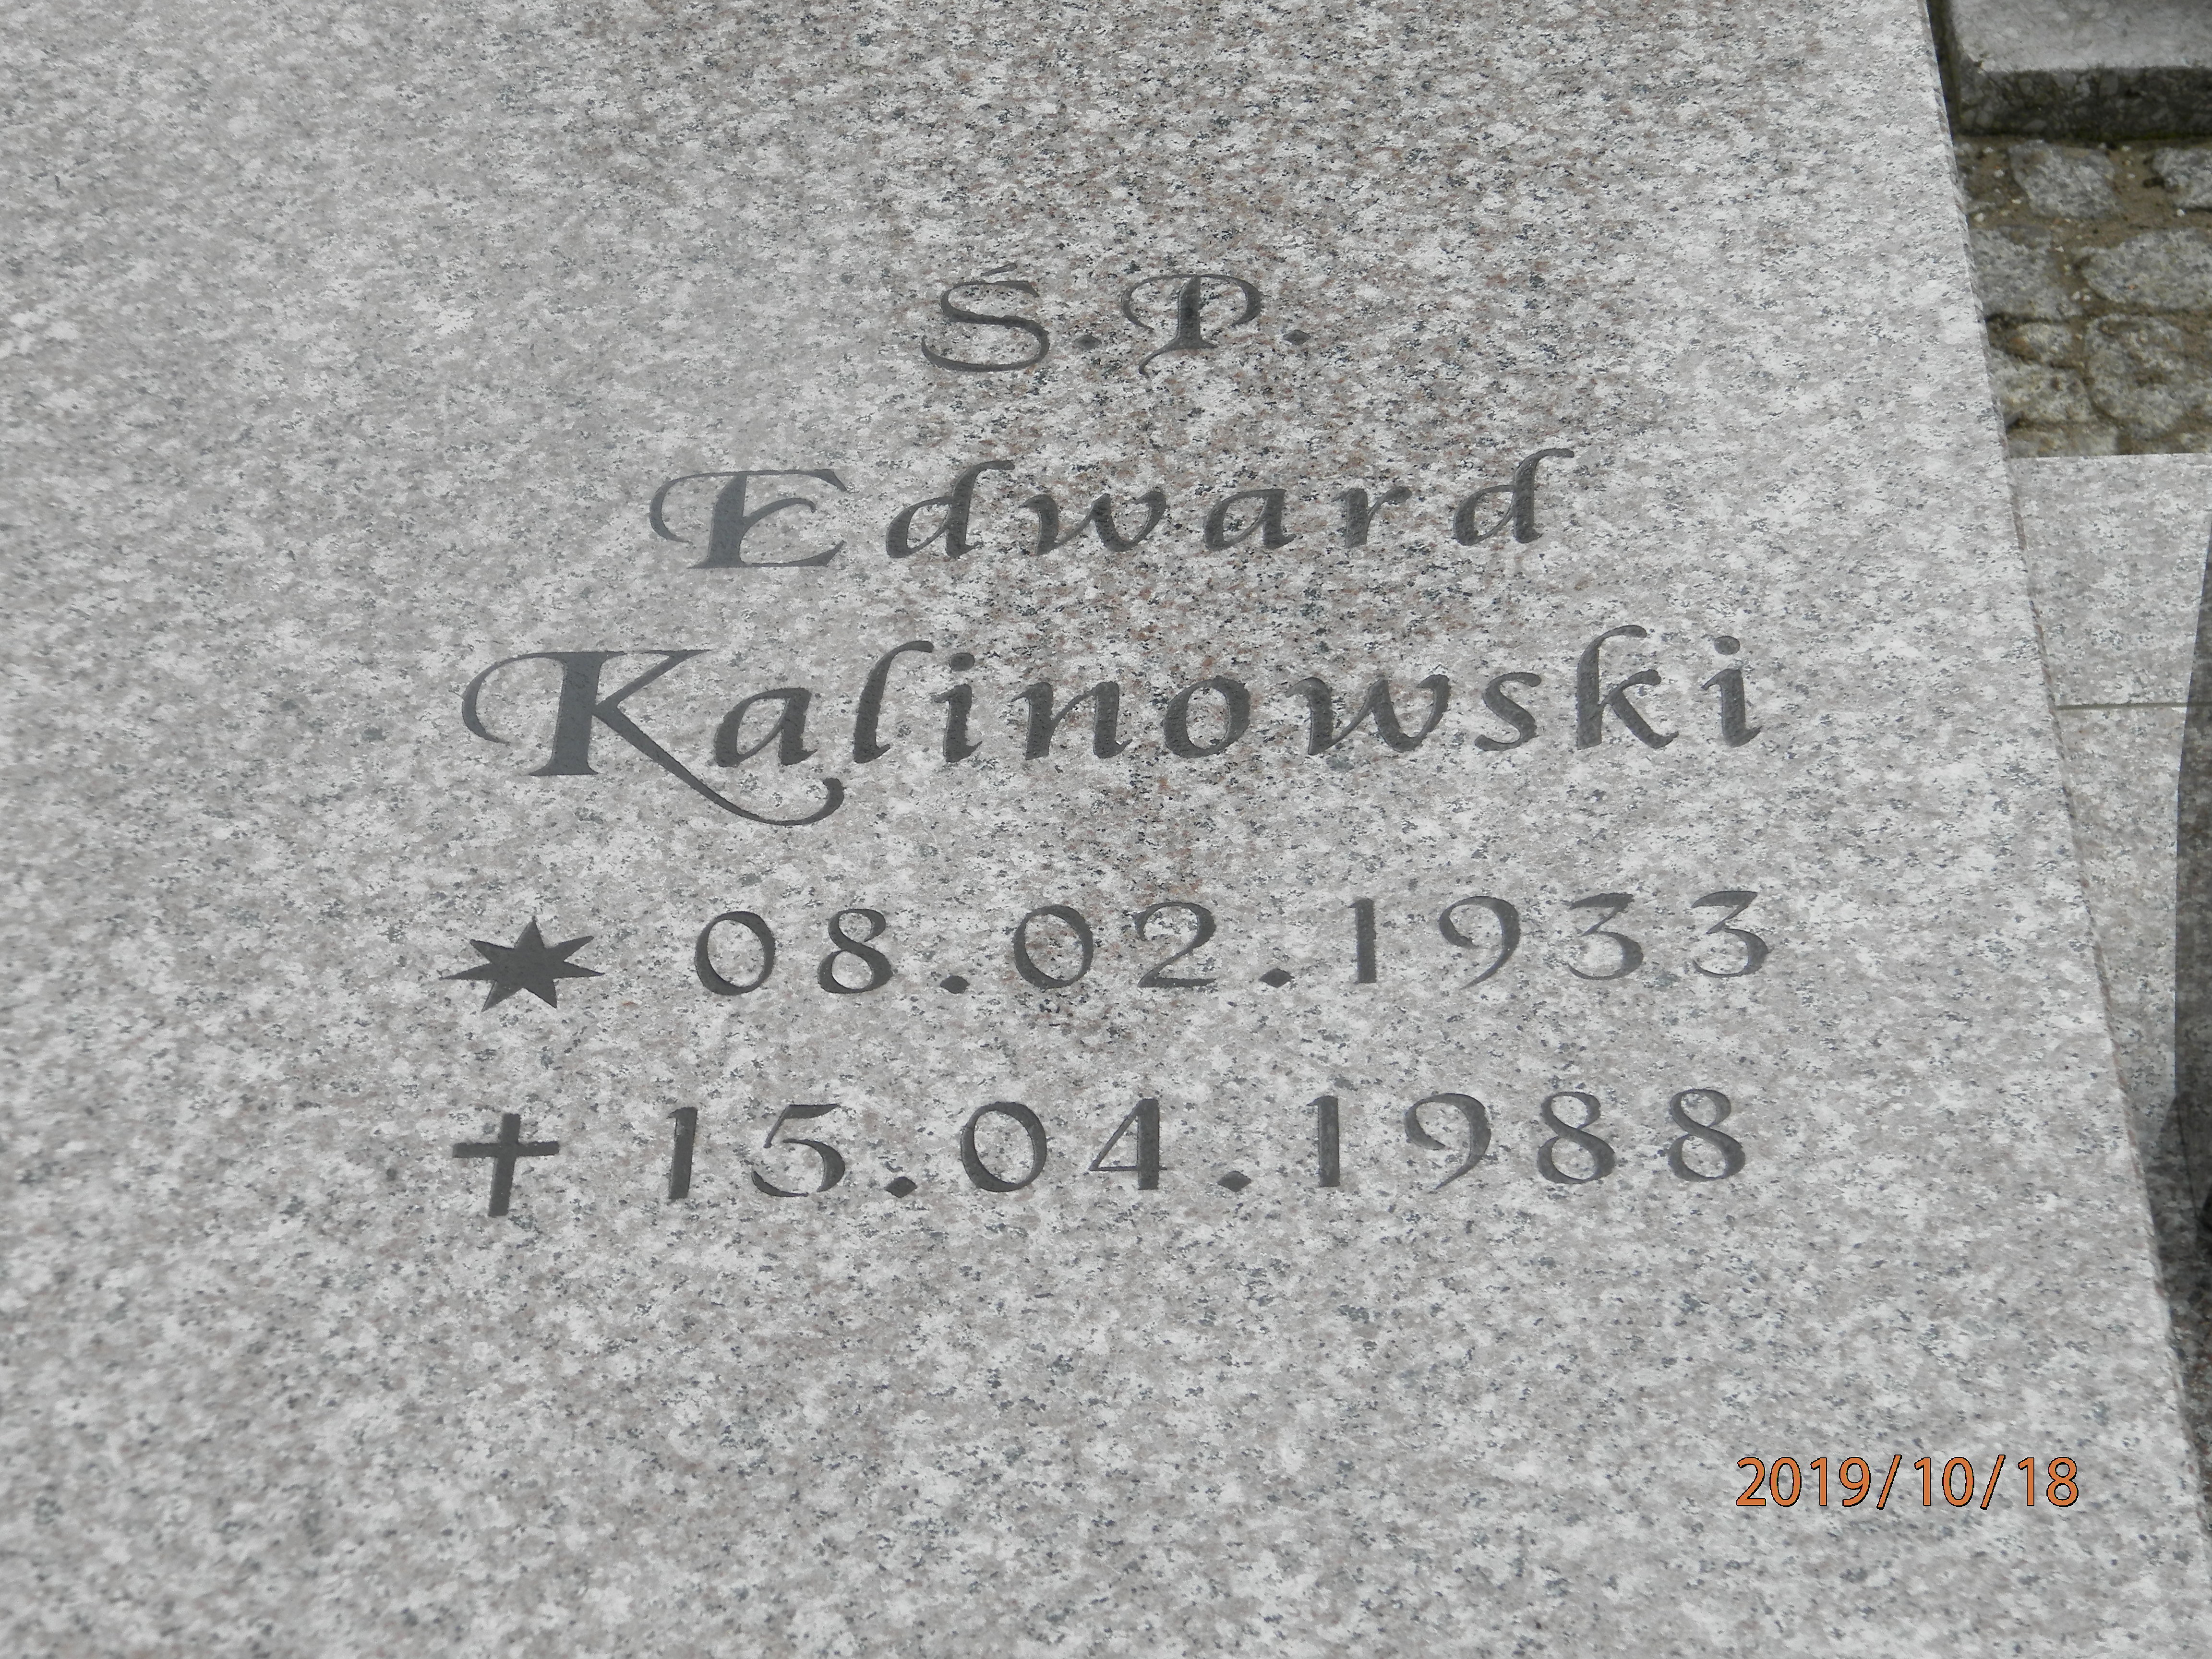 Ś.P.
Edward
Kalinowski
★ 08.02.1933
✝ 15.04.1988
2019/10/18